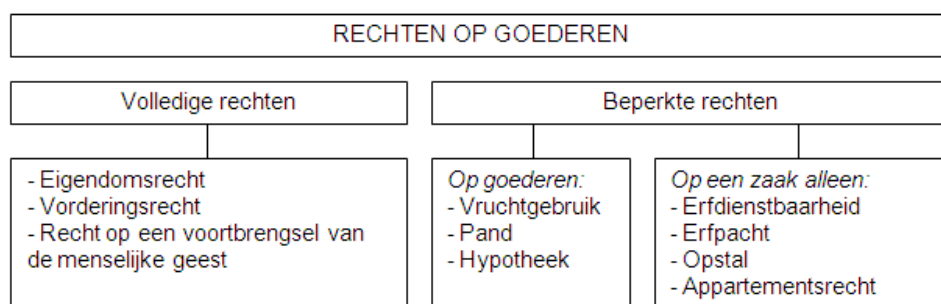 RECHTEN OP GOEDEREN
Volledige rechten
Beperkte rechten
- Eigendomsrecht
- Vorderingsrecht
- Recht op een voortbrengsel van
de menselijke geest
Op goederen:
- Vruchtgebruik
- Pand
- Hypotheek
Op een zaak alleen:
- Erfdienstbaarheid
- Erfpacht
- Opstal
- Appartementsrecht